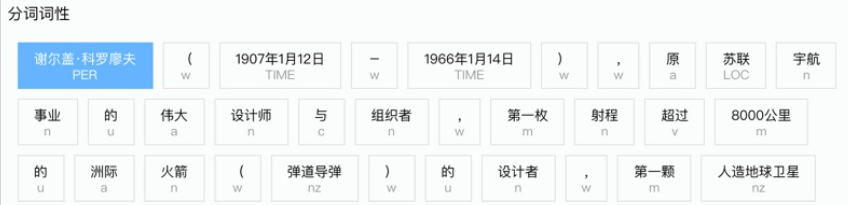 分词词性
谢尔盖·科罗廖夫 ( 1907年1月12日 – 1966年1月14日 ) , 原 苏联 宇航
PER w TIME w TIME w w a LOC n
事业 的 伟大 设计师 与 组织者 , 第一枚 射程 超过 8000公里
n u a n c n w m n v m
的 洲际 火箭 ( 弹道导弹 ) 的 设计者 , 第一颗 人造地球卫星
u a n w nz w u n w m nz